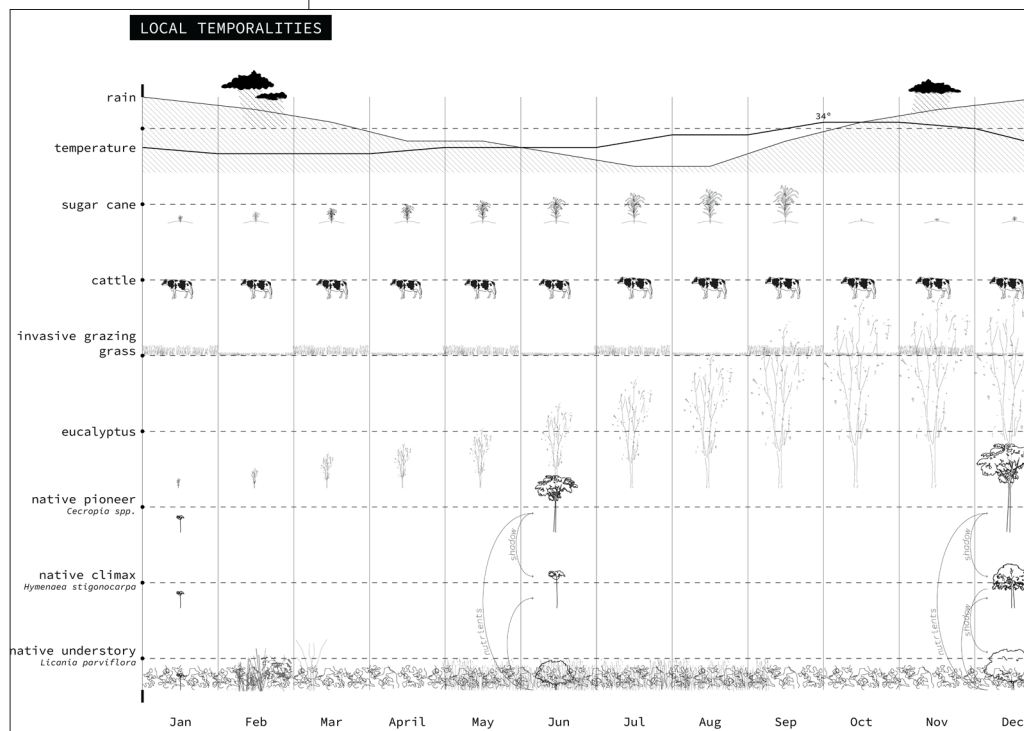 LOCAL TEMPORALITIES
rain
34°
temperature
sugar cane
cattle
invasive grazing
grass
eucalyptus
native pioneer
Cecropia spp.
shadow
shadow
native climax
Hymenaea stigonocarpa
nutrients
nutrients
shadow
native understory
Licania parviflora
Jan Feb Mar April May Jun Jul Aug Sep Oct Nov Dec